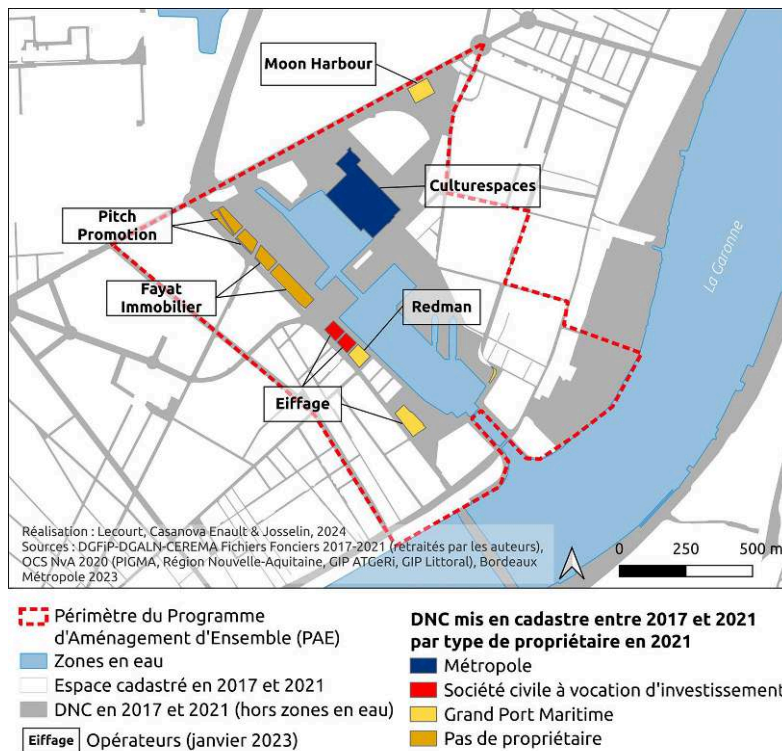 Moon Harbour
Culturespaces
Pitch
Promotion
Fayat
Immobilier
Redman
Eiffage
La Garonne
Réalisation : Lecourt, Casanova Enault & Josselin, 2024
Sources : DGFiP-DGALN-CEREMA Fichiers Fonciers 2017-2021 (retraités par les auteurs),
OCS NvA 2020 (PIGMA, Région Nouvelle-Aquitaine, GIP ATGeRi, GIP Littoral), Bordeaux
Métropole 2023
0 250 500 m
Périmètre du Programme
d'Aménagement d'Ensemble (PAE)
Zones en eau
Espace cadastré en 2017 et 2021
DNC en 2017 et 2021 (hors zones en eau)
Eiffage Opérateurs (janvier 2023)
DNC mis en cadastre entre 2017 et 2021
par type de propriétaire en 2021
Métropole
Société civile à vocation d'investissement
Grand Port Maritime
Pas de propriétaire